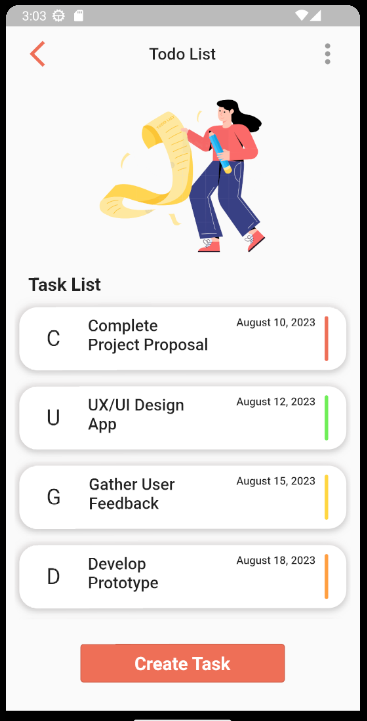 3:03
Todo List
Task List
C
Complete
Project Proposal
August 10, 2023
U
UX/UI Design
App
August 12, 2023
G
Gather User
Feedback
August 15, 2023
D
Develop
Prototype
August 18, 2023
Create Task